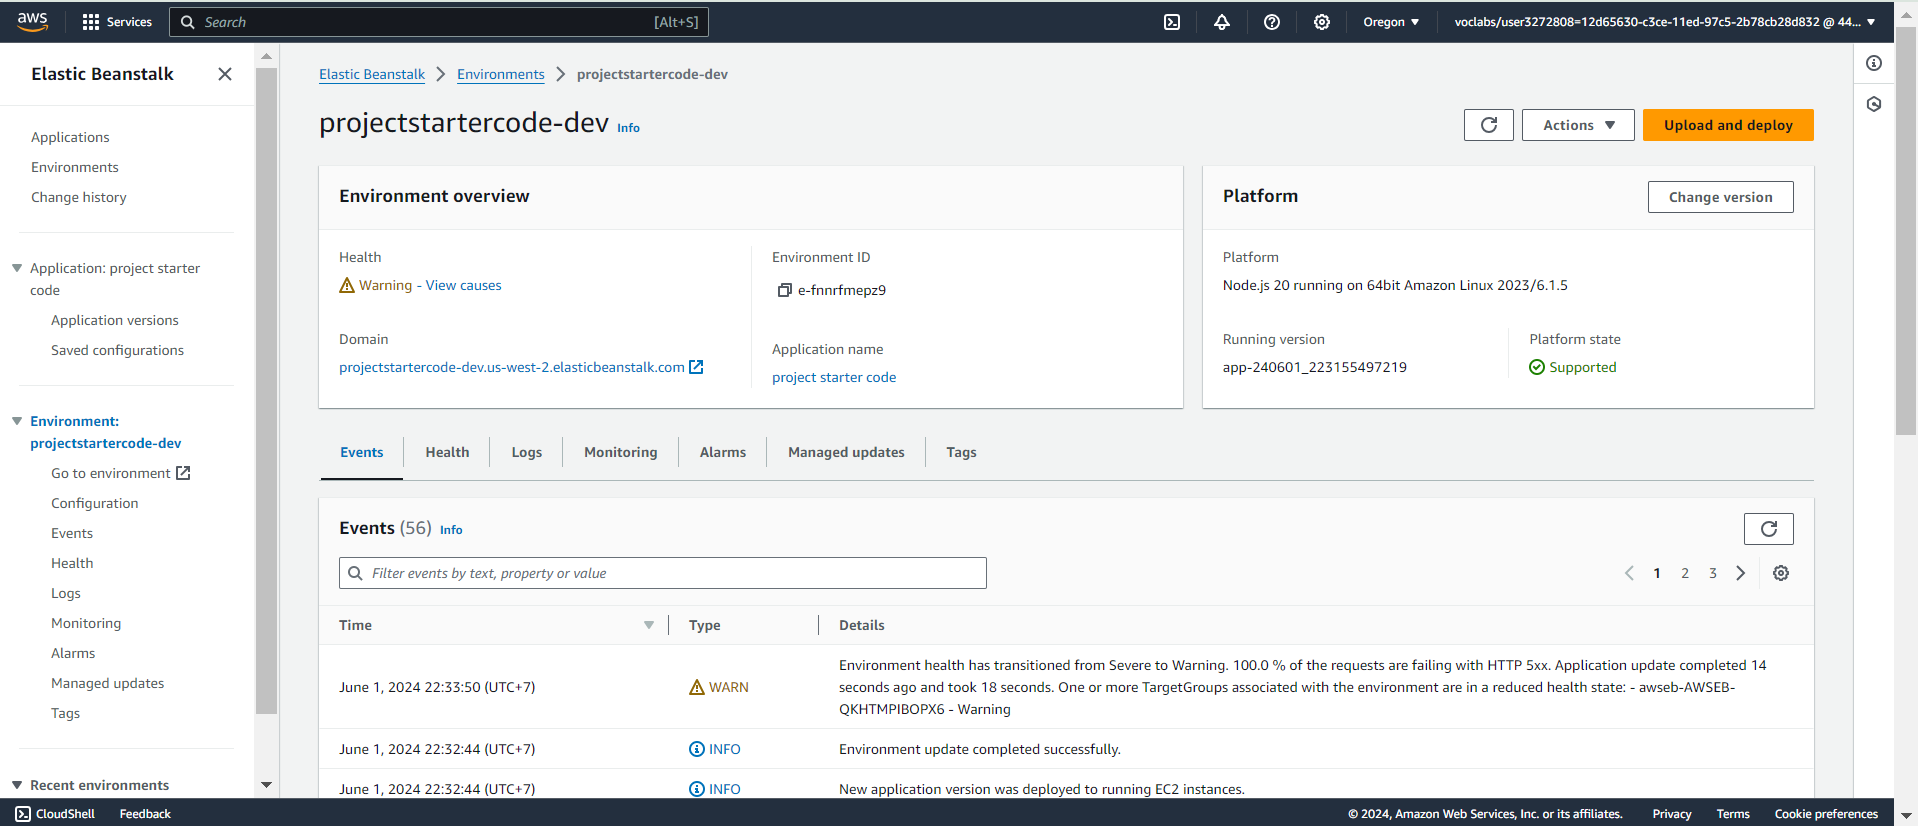 aws
Services
Search
[Alt+S]
Oregon
voclabs/user3272808=12d65630-c3ce-11ed-97c5-2b78cb28d832 @ 44...
Elastic Beanstalk
Applications
Environments
Change history
Application: project starter
code
Application versions
Saved configurations
Environment:
projectstartercode-dev
Go to environment
Configuration
Events
Health
Logs
Monitoring
Alarms
Managed updates
Tags
Recent environments
Elastic Beanstalk
Environments
projectstartercode-dev
projectstartercode-dev Info
Actions
Upload and deploy
Environment overview
Health
Warning - View causes
Domain
projectstartercode-dev.us-west-2.elasticbeanstalk.com
Environment ID
e-fnnrfmepz9
Application name
project starter code
Platform
Change version
Platform
Node.js 20 running on 64bit Amazon Linux 2023/6.1.5
Running version
app-240601_223155497219
Platform state
Supported
Events
Health
Logs
Monitoring
Alarms
Managed updates
Tags
Events (56) Info
Filter events by text, property or value
1 2 3
Time
Type
Details
June 1, 2024 22:33:50 (UTC+7)
WARN
Environment health has transitioned from Severe to Warning. 100.0 % of the requests are failing with HTTP 5xx. Application update completed 14
seconds ago and took 18 seconds. One or more TargetGroups associated with the environment are in a reduced health state: - awseb-AWSEB-
QKHTMPIBOPX6 - Warning
June 1, 2024 22:32:44 (UTC+7)
INFO
Environment update completed successfully.
June 1, 2024 22:32:44 (UTC+7)
INFO
New application version was deployed to running EC2 instances.
CloudShell
Feedback
© 2024, Amazon Web Services, Inc. or its affiliates.
Privacy
Terms
Cookie preferences